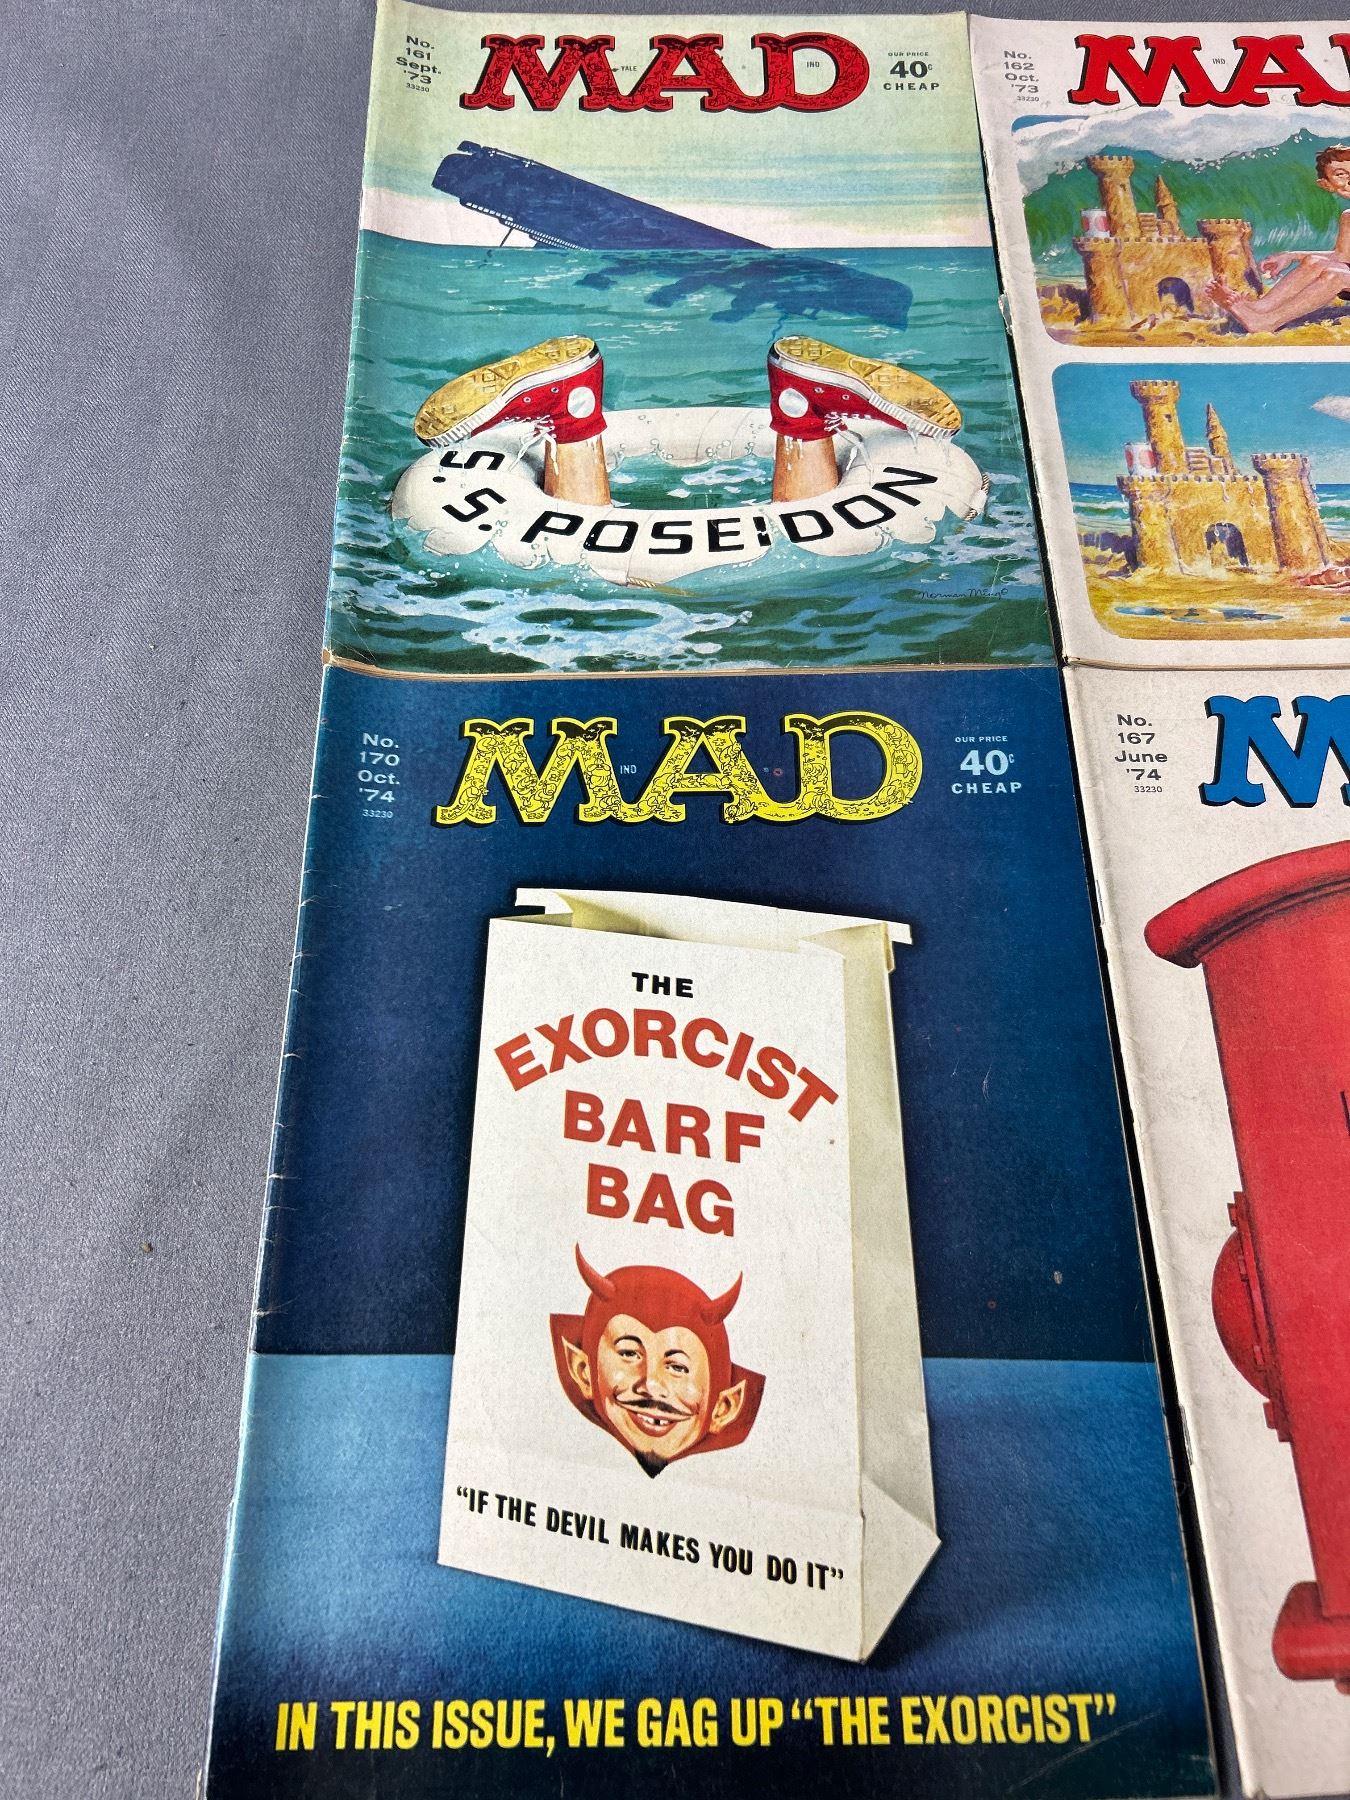 No.
161
Sept.
'73
33230
MAD
YALE
IND
OUR PRICE
40¢
CHEAP
S. S. POSEIDON
Norman Mingo
No.
162
Oct.
'73
33230
MA
IND
No.
170
Oct.
'74
33230
MAD
IND
OUR PRICE
40¢
CHEAP
THE
EXORCIST
BARF
BAG
"IF THE DEVIL MAKES YOU DO IT"
IN THIS ISSUE, WE GAG UP "THE EXORCIST"
No.
167
June
'74
33230
M